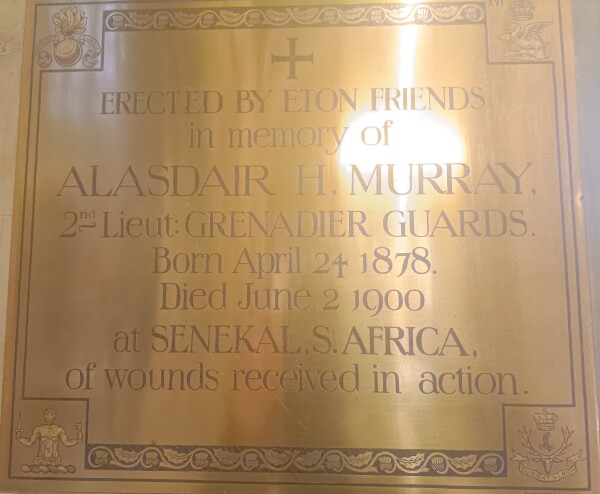 ERECTED BY ETON FRIENDS
in memory of
ALASDAIR H. MURRAY,
2nd Lieut: GRENADIER GUARDS.
Born April 24 1878.
Died June 2 1900
at SENEKAL, S. AFRICA,
of wounds received in action.